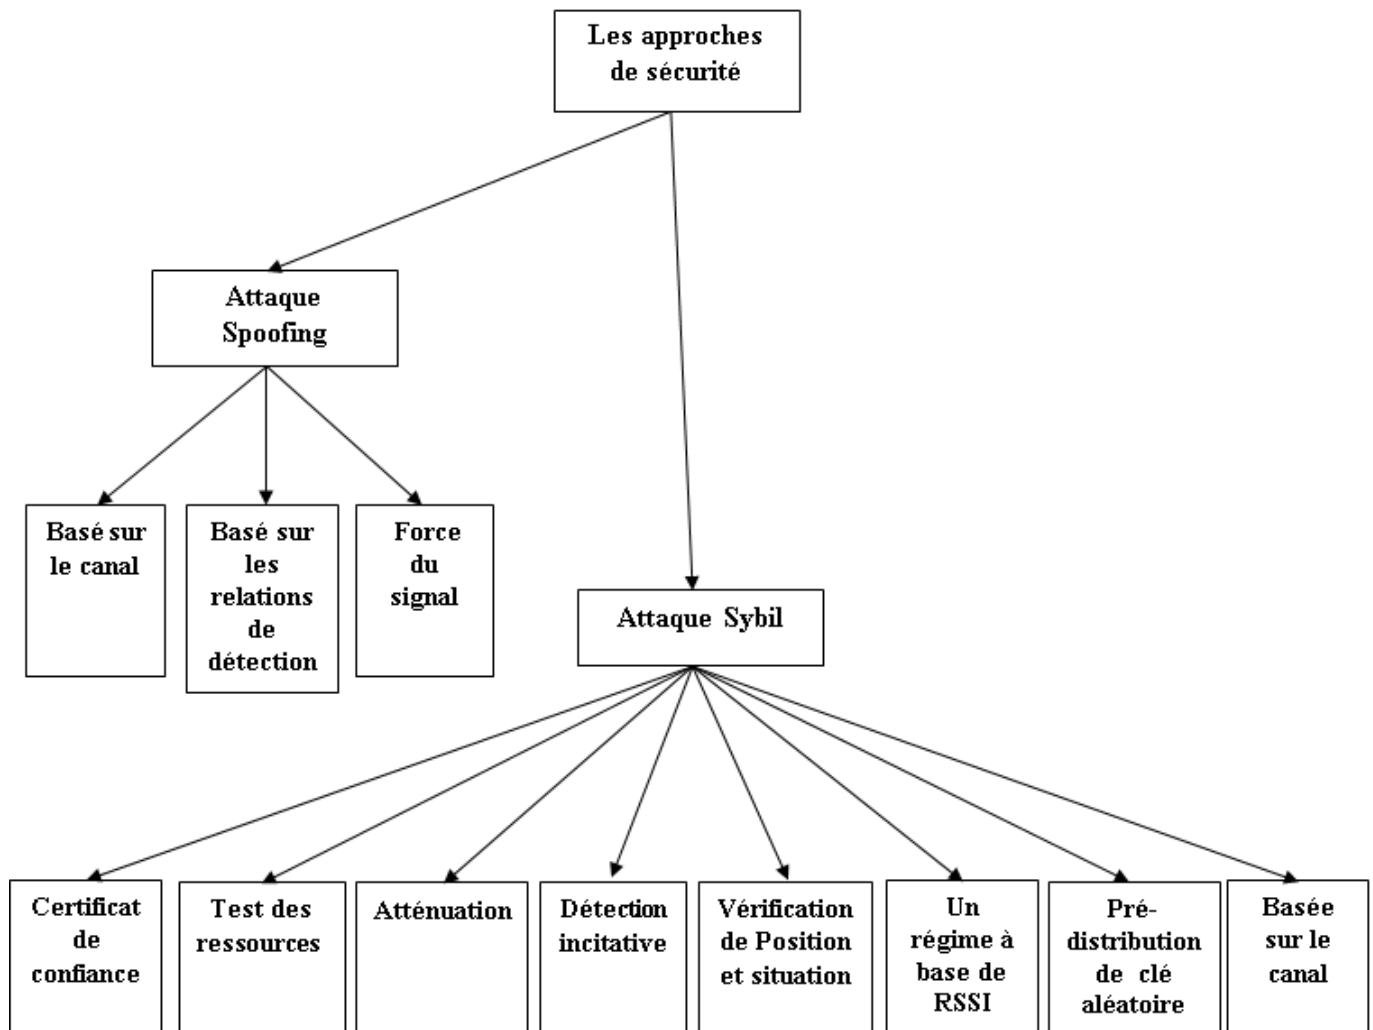 Les approches
de sécurité
Attaque
Spoofing
Basé sur
le canal
Basé sur
les
relations
de
détection
Force
du
signal
Attaque Sybil
Certificat
de
confiance
Test des
ressources
Atténuation
Détection
incitative
Vérification
de Position
et situation
Un
régime à
base de
RSSI
Pré-
distribution
de clé
aléatoire
Basée
sur le
canal